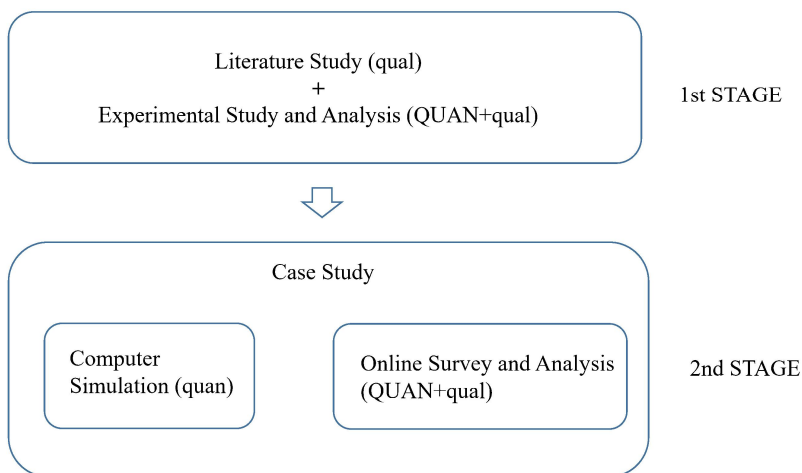 Literature Study (qual)
+
Experimental Study and Analysis (QUAN+qual)
1st STAGE
Case Study
Computer
Simulation (quan)
Online Survey and Analysis
(QUAN+qual)
2nd STAGE